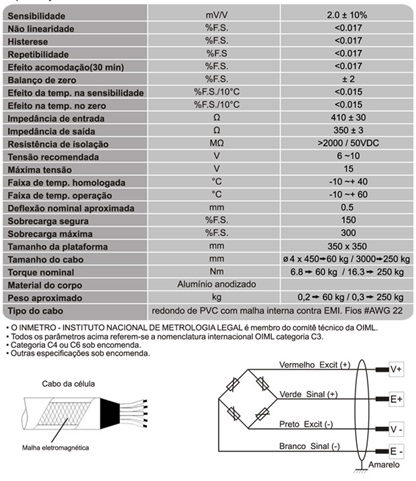 Sensibilidade mV/V 2.0 ± 10%
Não linearidade %F.S. <0.017
Histerese %F.S. <0.017
Repetibilidade %F.S <0.017
Efeito acomodação(30 min) %F.S. <0.017
Balanço de zero %F.S. ± 2
Efeito da temp. na sensibilidade %F.S./10°C <0.015
Efeito na temp. no zero %F.S/10°C <0.015
Impedância de entrada Ω 410 ± 30
Impedância de saída Ω 350 ± 3
Resistência de isolação MΩ >2000 / 50VDC
Tensão recomendada V 6 ~10
Máxima tensão V 15
Faixa de temp. homologada °C -10 ~+ 40
Faixa de temp. operação °C -10 ~+ 60
Deflexão nominal aproximada mm 0.5
Sobrecarga segura %F.S. 150
Sobrecarga máxima %F.S. 300
Tamanho da plataforma mm 350 x 350
Tamanho do cabo mm ø 4 x 450➔60 kg / 3000➔250 kg
Torque nominal Nm 6.8➔ 60 kg / 16.3➔ 250 kg
Material do corpo Alumínio anodizado
Peso aproximado kg 0,2➔ 60 kg / 0,3➔ 250 kg
Tipo do cabo redondo de PVC com malha interna contra EMI. Fios #AWG 22
• O INMETRO - INSTITUTO NACIONAL DE METROLOGIA LEGAL é membro do comitê técnico da OIML.
• Todos os parâmetros acima referem-se a nomenclatura internacional OIML categoria C3.
• Categoria C4 ou C6 sob encomenda.
• Outras especificações sob encomenda.
Cabo da célula
Malha eletromagnética
Vermelho Excit (+) V+
Verde Sinal (+) E+
Preto Excit (-) V -
Branco Sinal (-) E -
Amarelo